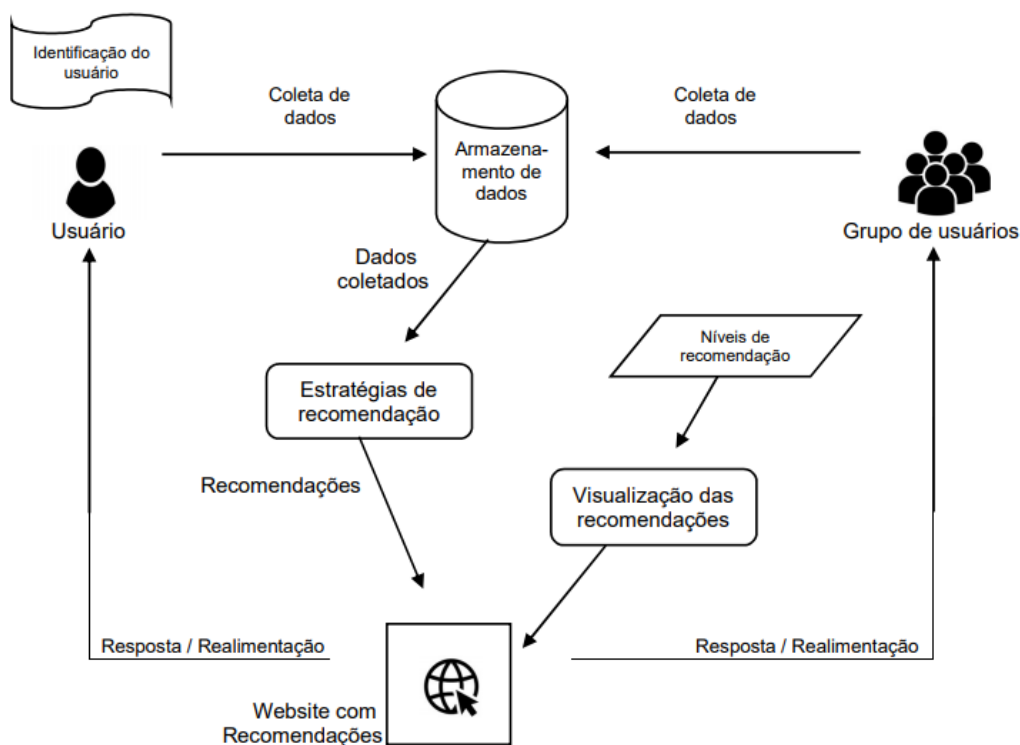 Identificação do
usuário
Coleta de
dados
Coleta de
dados
Armazena-
mento de
dados
Usuário
Grupo de usuários
Dados
coletados
Níveis de
recomendação
Estratégias de
recomendação
Recomendações
Visualização das
recomendações
Resposta / Realimentação
Resposta / Realimentação
Website com
Recomendações